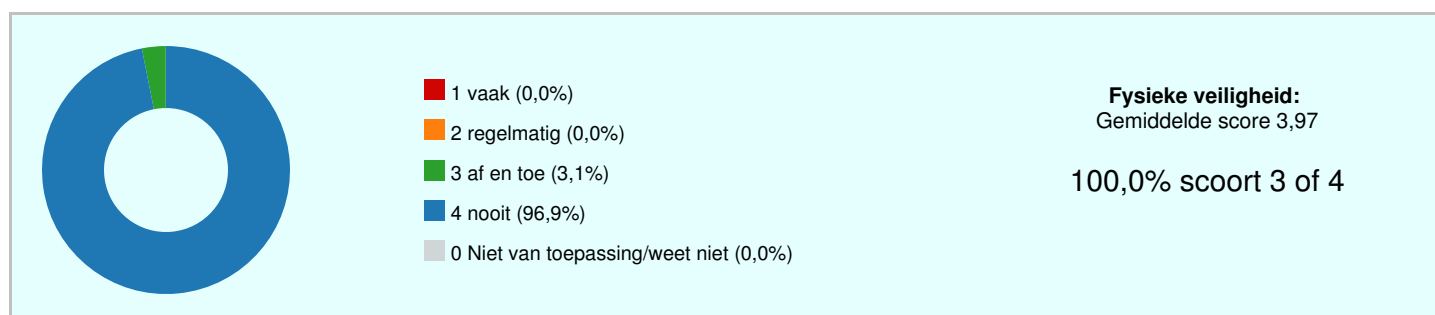 1 vaak (0,0%)
2 regelmatig (0,0%)
3 af en toe (3,1%)
4 nooit (96,9%)
0 Niet van toepassing/weet niet (0,0%)
Fysieke veiligheid:
Gemiddelde score 3,97
100,0% scoort 3 of 4